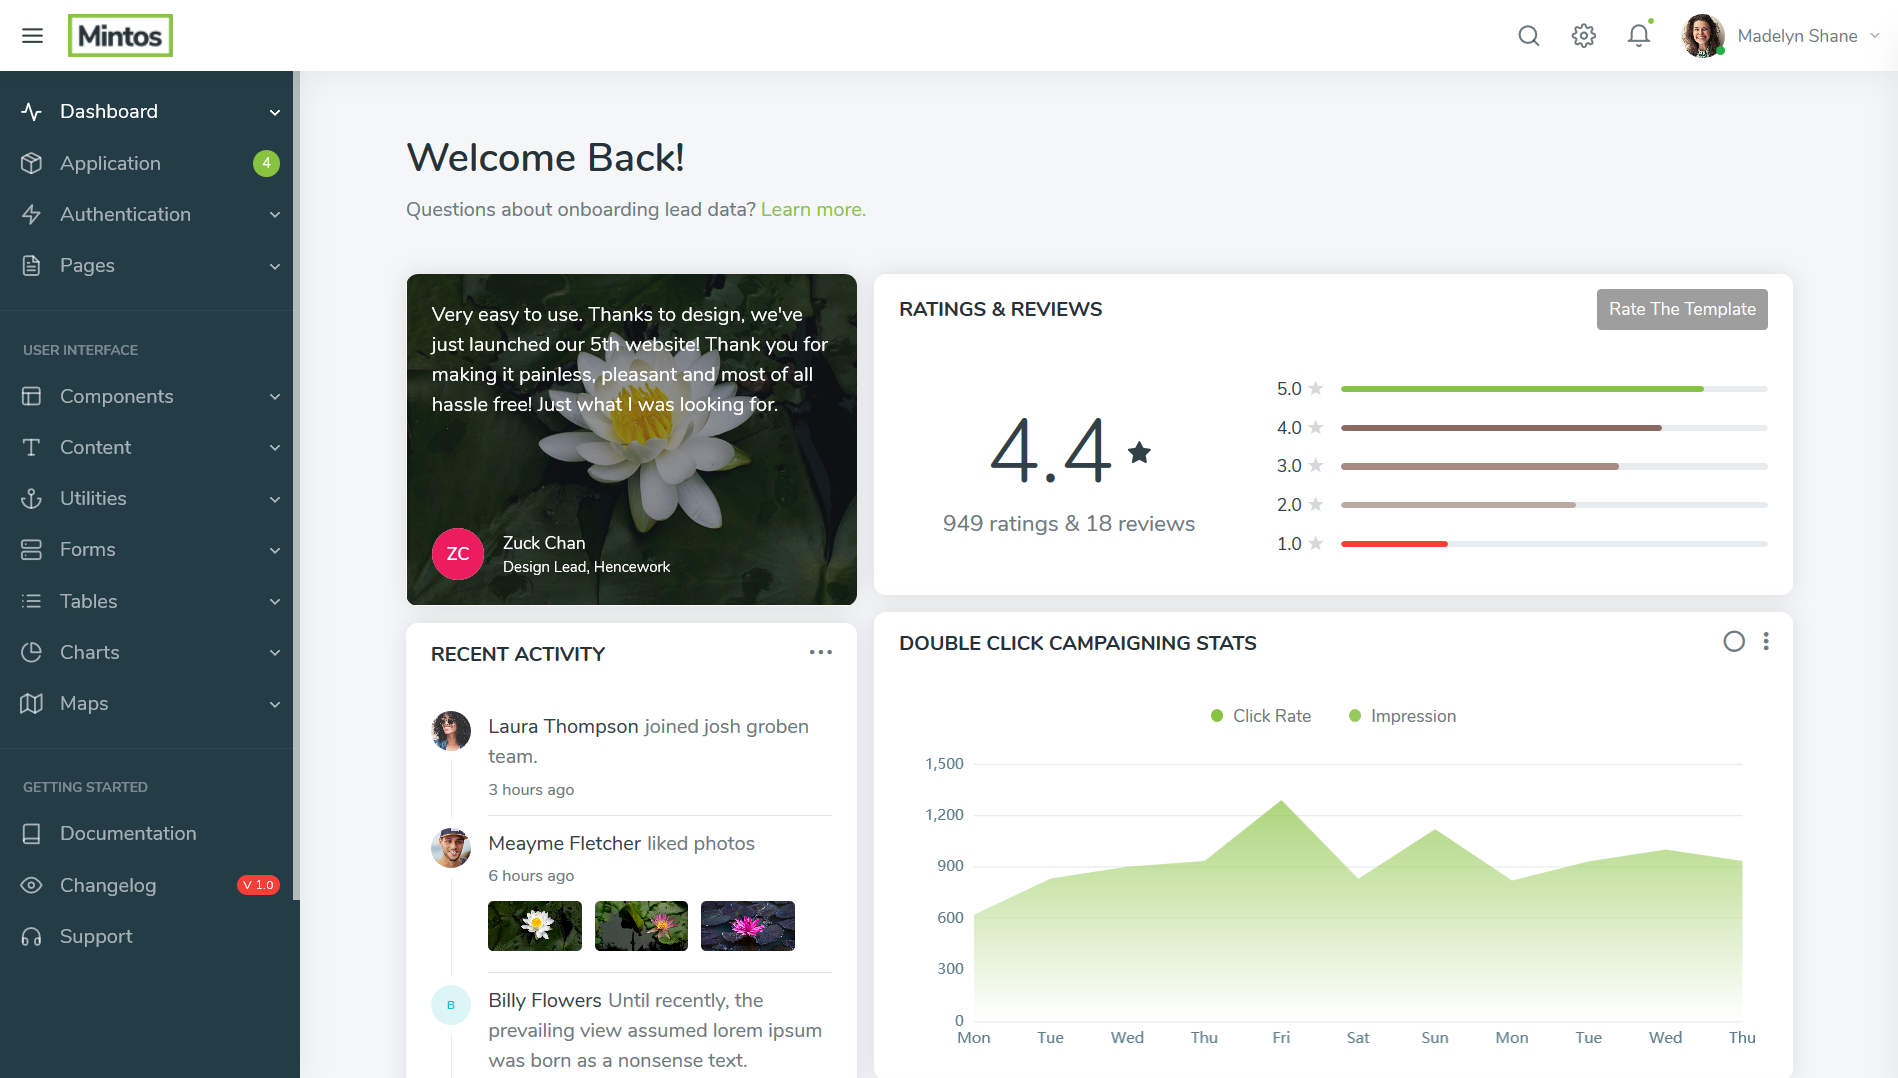 Mintos
Madelyn Shane
Dashboard
Application
4
Authentication
Pages
USER INTERFACE
Components
Content
Utilities
Forms
Tables
Charts
Maps
GETTING STARTED
Documentation
Changelog
V 1.0
Support
Welcome Back!
Questions about onboarding lead data? Learn more.
Very easy to use. Thanks to design, we've
just launched our 5th website! Thank you for
making it painless, pleasant and most of all
hassle free! Just what I was looking for.
ZC
Zuck Chan
Design Lead, Hencework
RATINGS & REVIEWS
Rate The Template
4.4
949 ratings & 18 reviews
5.0
4.0
3.0
2.0
1.0
RECENT ACTIVITY
Laura Thompson joined josh groben
team.
3 hours ago
Meayme Fletcher liked photos
6 hours ago
B
Billy Flowers Until recently, the
prevailing view assumed lorem ipsum
was born as a nonsense text.
DOUBLE CLICK CAMPAIGNING STATS
Click Rate
Impression
1,500
1,200
900
600
300
0
Mon Tue Wed Thu Fri Sat Sun Mon Tue Wed Thu